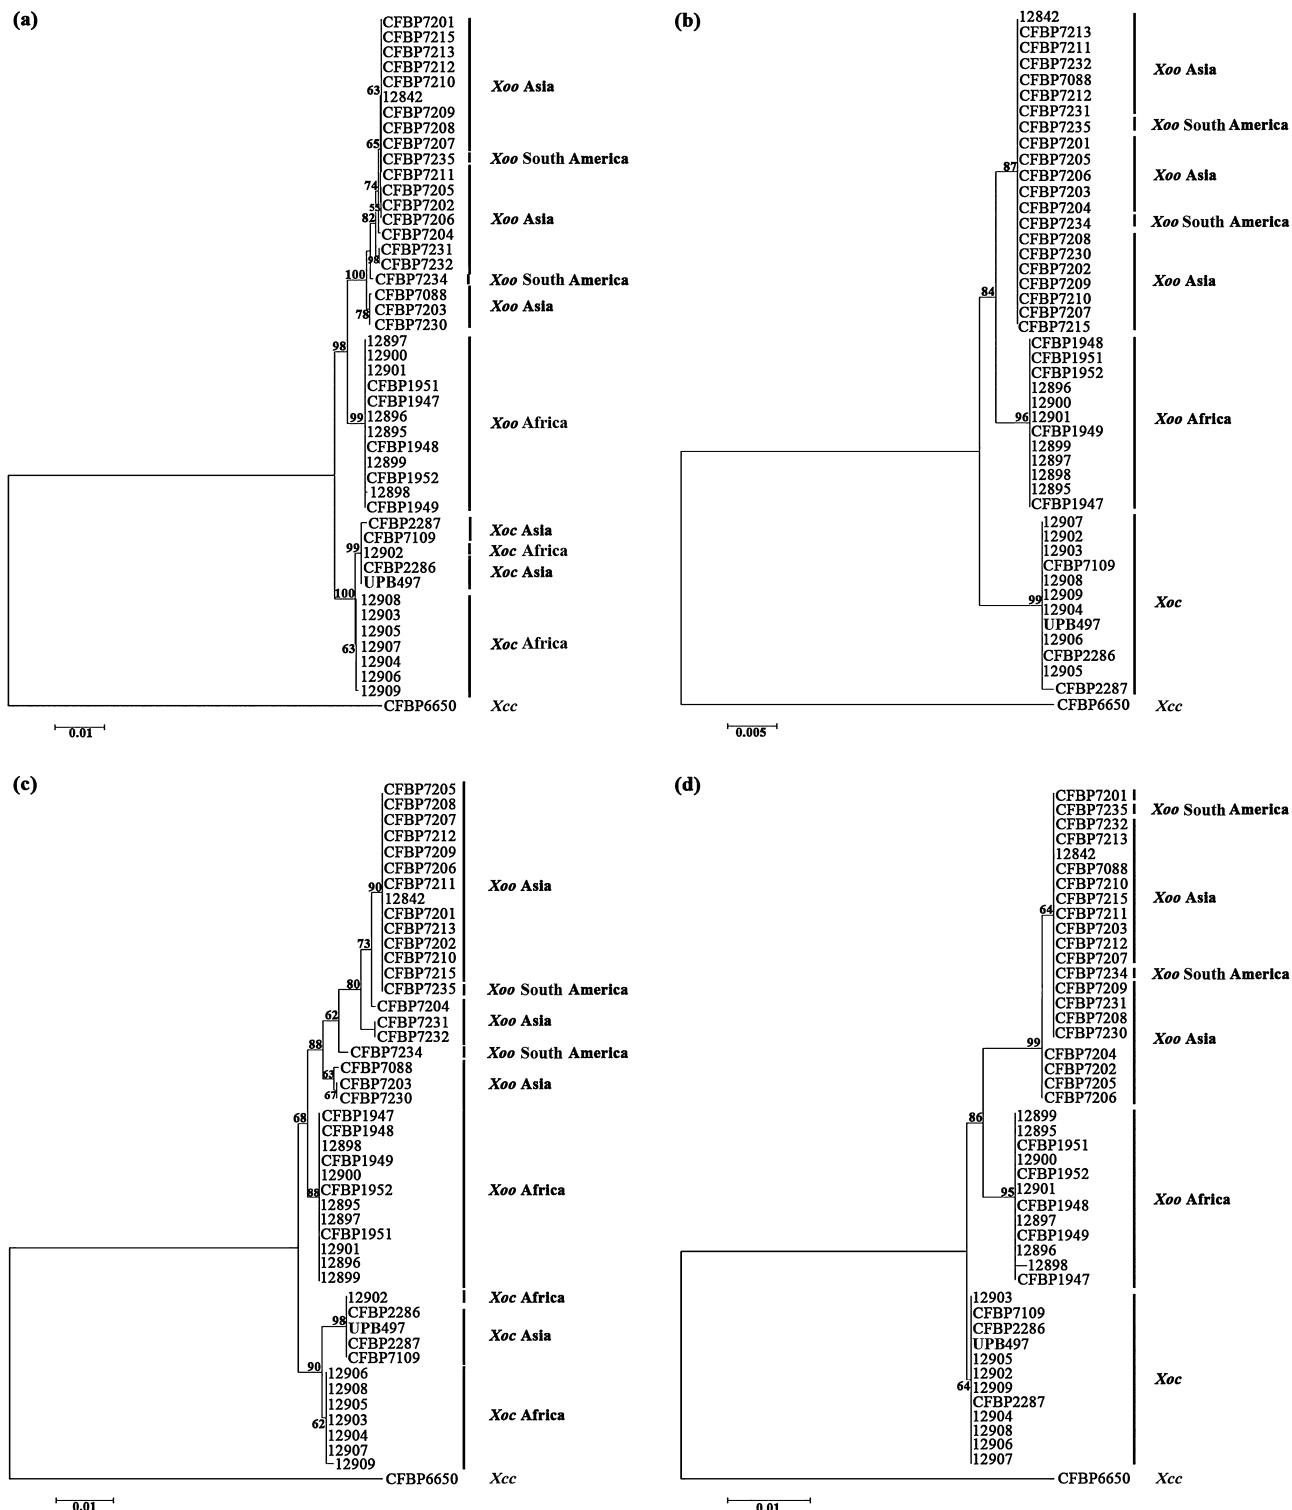 (a)
CFBP7201
CFBP7215
CFBP7213
CFBP7212
CFBP7210
63
12842
CFBP7209
CFBP7208
65
CFBP7207
CFBP7235
CFBP7211
74
CFBP7205
CFBP7202
55
82
CFBP7206
CFBP7204
CFBP7231
98
CFBP7232
100
CFBP7234
CFBP7088
CFBP7203
78
CFBP7230
98
12897
12900
12901
CFBP1951
CFBP1947
99
12896
12895
CFBP1948
12899
CFBP1952
12898
CFBP1949
CFBP2287
CFBP7109
99
12902
CFBP2286
UPB497
100
12908
12903
12905
63
12907
12904
12906
12909
CFBP6650
Xoo Asia
Xoo South America
Xoo Asia
Xoo South America
Xoo Asia
Xoo Africa
Xoc Asia
Xoc Africa
Xoc Asia
Xoc Africa
Xcc
0.01
(b)
12842
CFBP7213
CFBP7211
CFBP7232
CFBP7088
CFBP7212
CFBP7231
CFBP7235
CFBP7201
87
CFBP7205
CFBP7206
CFBP7203
CFBP7204
CFBP7234
CFBP7208
CFBP7230
CFBP7202
84
CFBP7209
CFBP7210
CFBP7207
CFBP7215
CFBP1948
CFBP1951
CFBP1952
12896
12900
96
12901
CFBP1949
12899
12897
12898
12895
CFBP1947
12907
12902
12903
CFBP7109
12908
99
12909
12904
UPB497
12906
CFBP2286
12905
CFBP2287
CFBP6650
Xoo Asia
Xoo South America
Xoo Asia
Xoo South America
Xoo Asia
Xoo Africa
Xoc
Xcc
0.005
(c)
CFBP7205
CFBP7208
CFBP7207
CFBP7212
CFBP7209
CFBP7206
90
CFBP7211
12842
CFBP7201
CFBP7213
73
CFBP7202
CFBP7210
CFBP7215
80
CFBP7235
CFBP7204
62
CFBP7231
CFBP7232
88
CFBP7234
CFBP7088
63
CFBP7203
67
CFBP7230
68
CFBP1947
CFBP1948
12898
CFBP1949
12900
88
CFBP1952
12895
12897
CFBP1951
12901
12896
12899
12902
CFBP2286
98
UPB497
CFBP2287
CFBP7109
90
12906
12908
12905
62
12903
12904
12907
12909
CFBP6650
Xoo Asia
Xoo South America
Xoo Asia
Xoo South America
Xoo Asia
Xoo Africa
Xoc Africa
Xoc Asia
Xoc Africa
Xcc
0.01
(d)
CFBP7201
CFBP7235
CFBP7232
CFBP7213
12842
CFBP7088
CFBP7210
CFBP7215
64
CFBP7211
CFBP7203
CFBP7212
CFBP7207
CFBP7234
CFBP7209
CFBP7231
CFBP7208
CFBP7230
99
CFBP7204
CFBP7202
CFBP7205
CFBP7206
86
12899
12895
CFBP1951
12900
CFBP1952
95
12901
CFBP1948
12897
CFBP1949
12896
12898
CFBP1947
12903
CFBP7109
CFBP2286
UPB497
12905
12902
64
12909
CFBP2287
12904
12908
12906
12907
CFBP6650
Xoo South America
Xoo Asia
Xoo South America
Xoo Asia
Xoo Africa
Xoc
Xcc
0.01